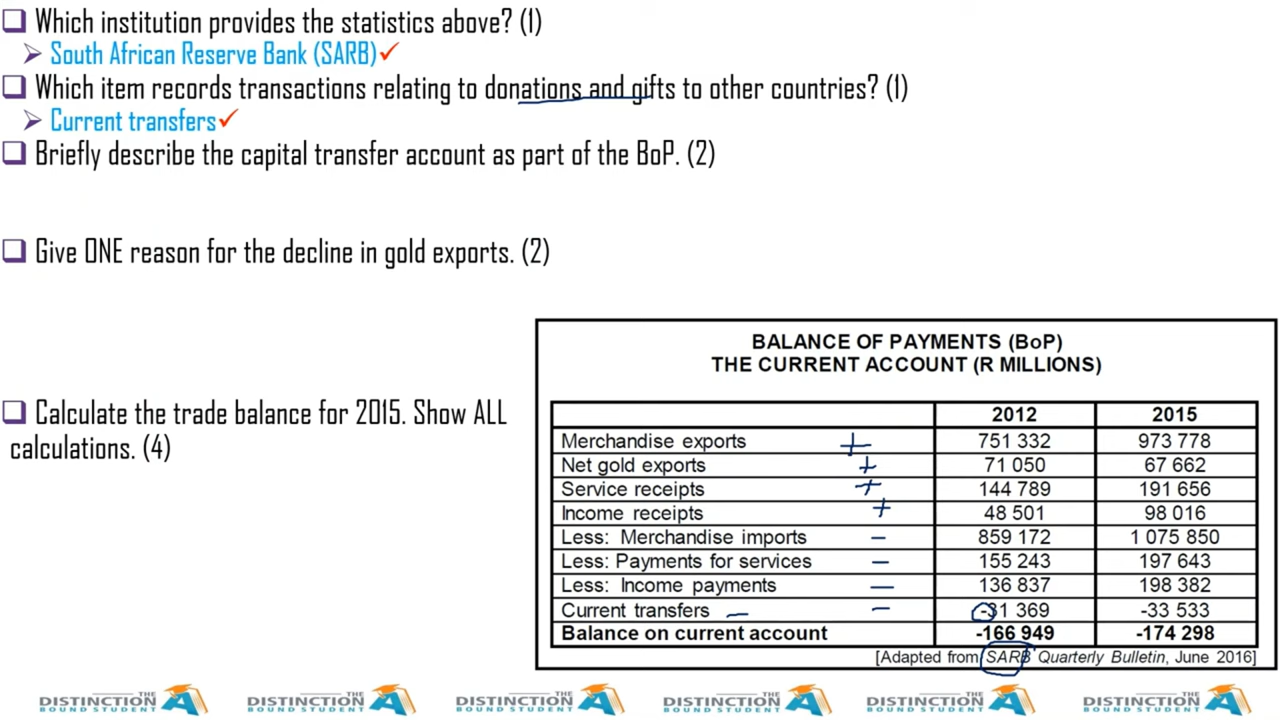 Which institution provides the statistics above? (1)
South African Reserve Bank (SARB)✓
Which item records transactions relating to donations and gifts to other countries? (1)
Current transfers✓
Briefly describe the capital transfer account as part of the BoP. (2)
Give ONE reason for the decline in gold exports. (2)
Calculate the trade balance for 2015. Show ALL
calculations. (4)
BALANCE OF PAYMENTS (BoP)
THE CURRENT ACCOUNT (R MILLIONS)
2012 2015
Merchandise exports + 751 332 973 778
Net gold exports + 71 050 67 662
Service receipts + 144 789 191 656
Income receipts + 48 501 98 016
Less: Merchandise imports – 859 172 1 075 850
Less: Payments for services – 155 243 197 643
Less: Income payments – 136 837 198 382
Current transfers – – -31 369 -33 533
Balance on current account -166 949 -174 298
[Adapted from SARB Quarterly Bulletin, June 2016]
THE DISTINCTION BOUND STUDENT A THE DISTINCTION BOUND STUDENT A THE DISTINCTION BOUND STUDENT A THE DISTINCTION BOUND STUDENT A THE DISTINCTION BOUND STUDENT A THE DISTINCTION BOUND STUDENT A